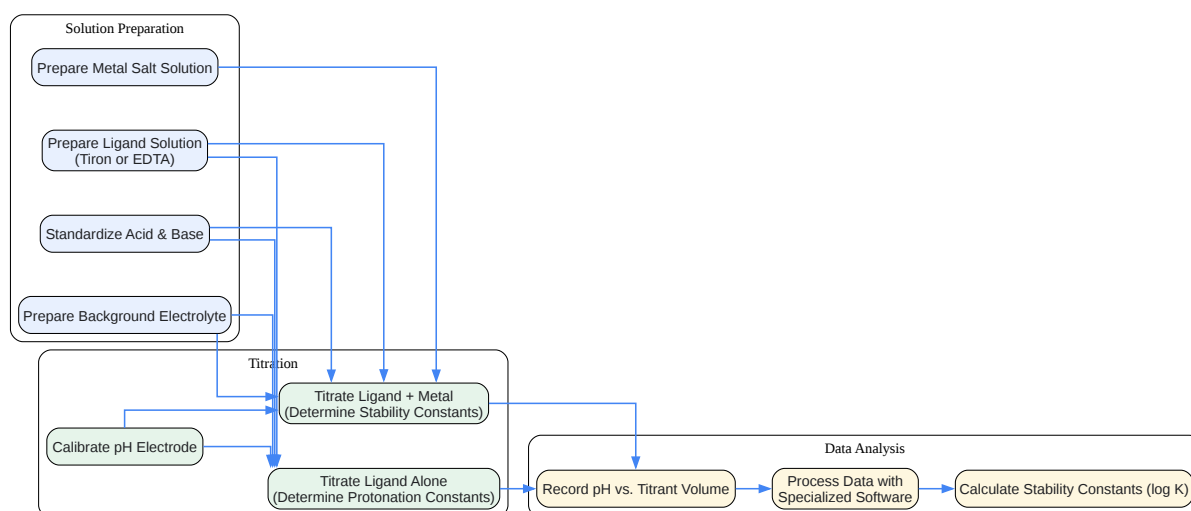 Solution Preparation
Prepare Metal Salt Solution
Prepare Ligand Solution
(Tiron or EDTA)
Standardize Acid & Base
Prepare Background Electrolyte
Titration
Titrate Ligand + Metal
(Determine Stability Constants)
Calibrate pH Electrode
Titrate Ligand Alone
(Determine Protonation Constants)
Data Analysis
Record pH vs. Titrant Volume
Process Data with
Specialized Software
Calculate Stability Constants (log K)